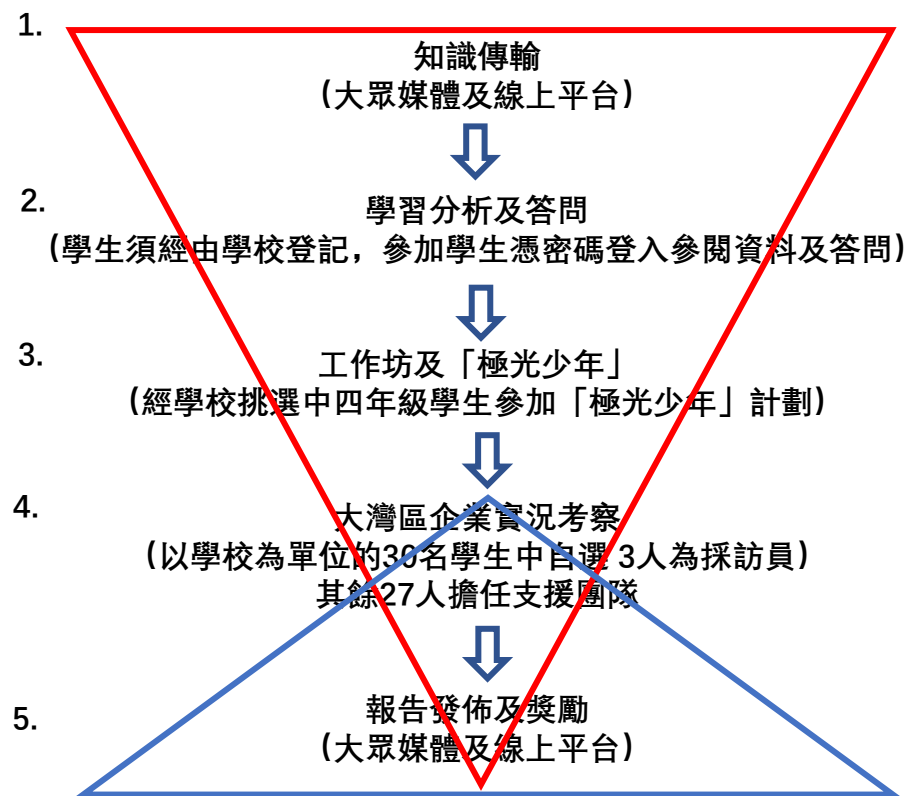 1.
知識傳輸
（大眾媒體及線上平台）
2.
學習分析及答問
（學生須經由學校登記，參加學生憑密碼登入參閱資料及答問）
3.
工作坊及「極光少年」
（經學校挑選中四年級學生參加「極光少年」計劃）
4.
大灣區企業實況考察
（以學校為單位的30名學生中自選 3人為採訪員）
其餘27人擔任支援團隊
5.
報告發佈及獎勵
（大眾媒體及線上平台）